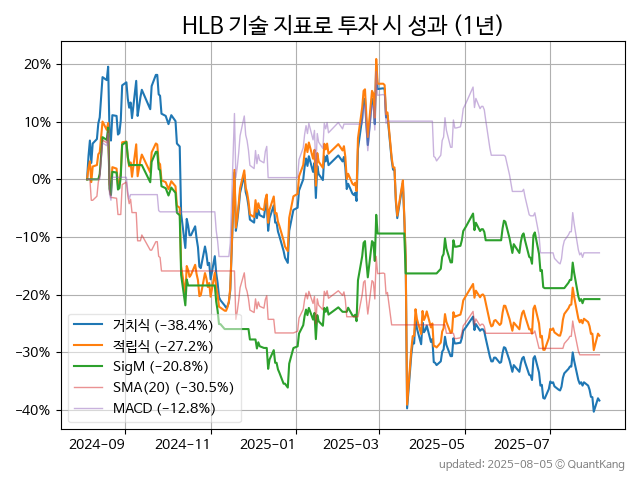 HLB 기술 지표로 투자 시 성과 (1년)
20%
10%
0%
−10%
−20%
−30%
−40%
거치식 (−38.4%)
적립식 (−27.2%)
SigM (−20.8%)
SMA(20) (−30.5%)
MACD (−12.8%)
2024-09
2024-11
2025-01
2025-03
2025-05
2025-07
updated: 2025-08-05 © QuantKang